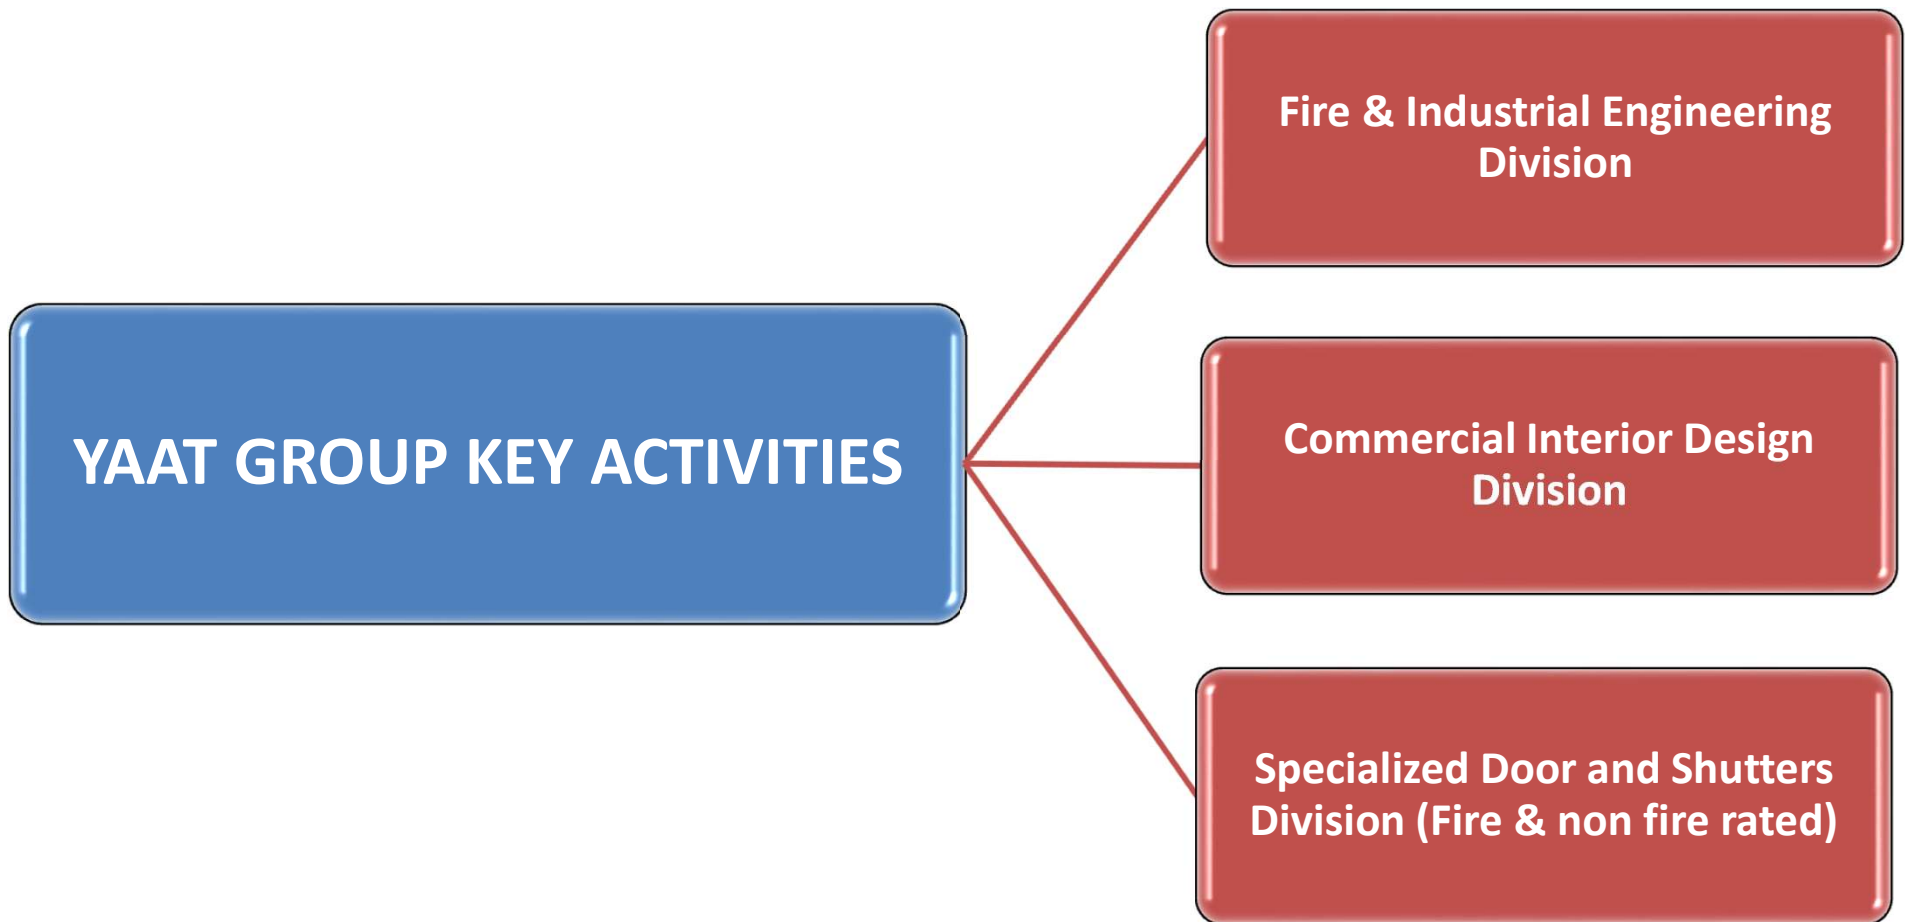 YAAT GROUP KEY ACTIVITIES
Fire & Industrial Engineering
Division
Commercial Interior Design
Division
Specialized Door and Shutters
Division (Fire & non fire rated)